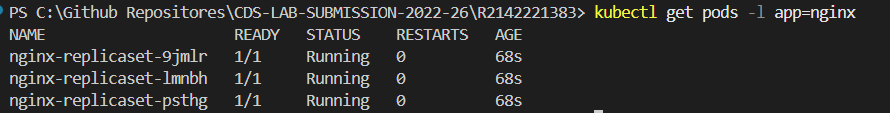 PS C:\Github Repositores\CDS-LAB-SUBMISSION-2022-26\R2142221383> kubectl get pods -l app=nginx
NAME READY STATUS RESTARTS AGE
nginx-replicaset-9jmlr 1/1 Running 0 68s
nginx-replicaset-lmnbh 1/1 Running 0 68s
nginx-replicaset-psthg 1/1 Running 0 68s